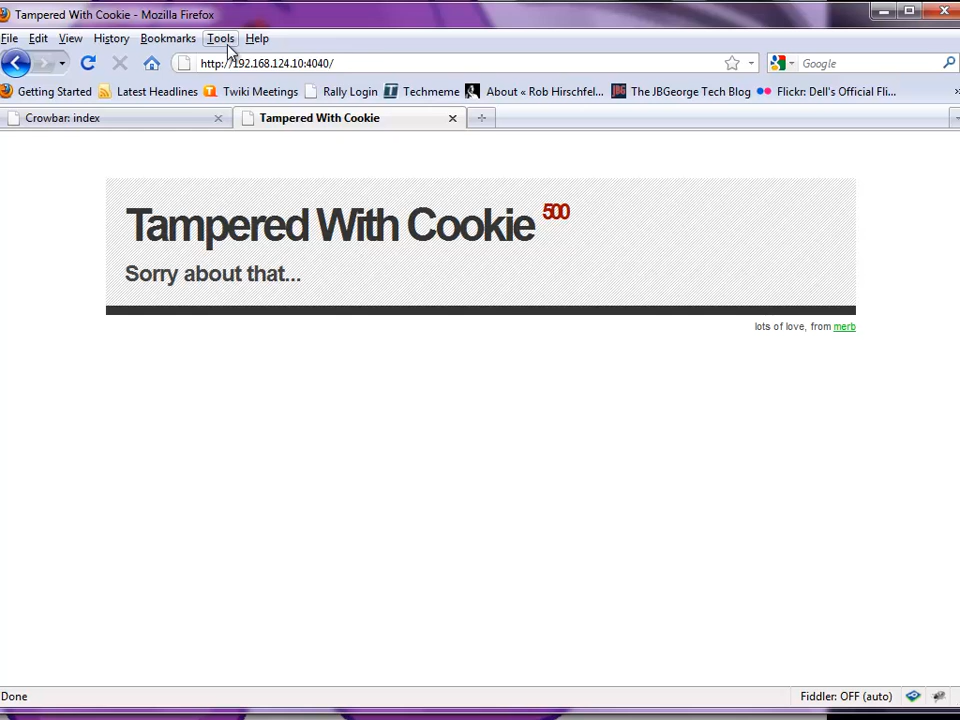 Tampered With Cookie - Mozilla Firefox
File Edit View History Bookmarks Tools Help
http://192.168.124.10:4040/ Google
Getting Started Latest Headlines Twiki Meetings Rally Login Techmeme About « Rob Hirschfel... The JBGeorge Tech Blog Flickr: Dell's Official Fli... »
Crowbar: index Tampered With Cookie
Tampered With Cookie 500
Sorry about that...
lots of love, from merb
Done Fiddler: OFF (auto)